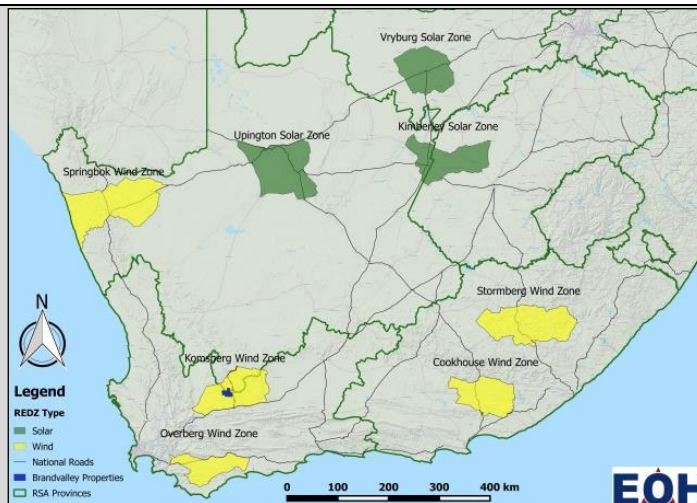 Vryburg Solar Zone
Upington Solar Zone
Kimberley Solar Zone
Springbok Wind Zone
Stormberg Wind Zone
Komsberg Wind Zone
Cookhouse Wind Zone
Overberg Wind Zone
N
Legend
REDZ Type
Solar
Wind
National Roads
Brandvalley Properties
RSA Provinces
0 100 200 300 400 km
EOH